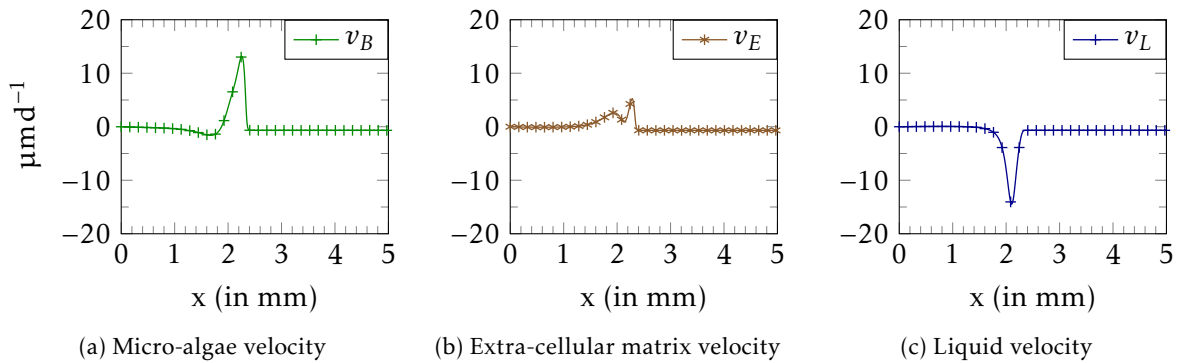 20
10
0
−10
−20
0 1 2 3 4 5
μm d⁻¹
x (in mm)
v_B
(a) Micro-algae velocity
20
10
0
−10
−20
0 1 2 3 4 5
x (in mm)
v_E
(b) Extra-cellular matrix velocity
20
10
0
−10
−20
0 1 2 3 4 5
x (in mm)
v_L
(c) Liquid velocity